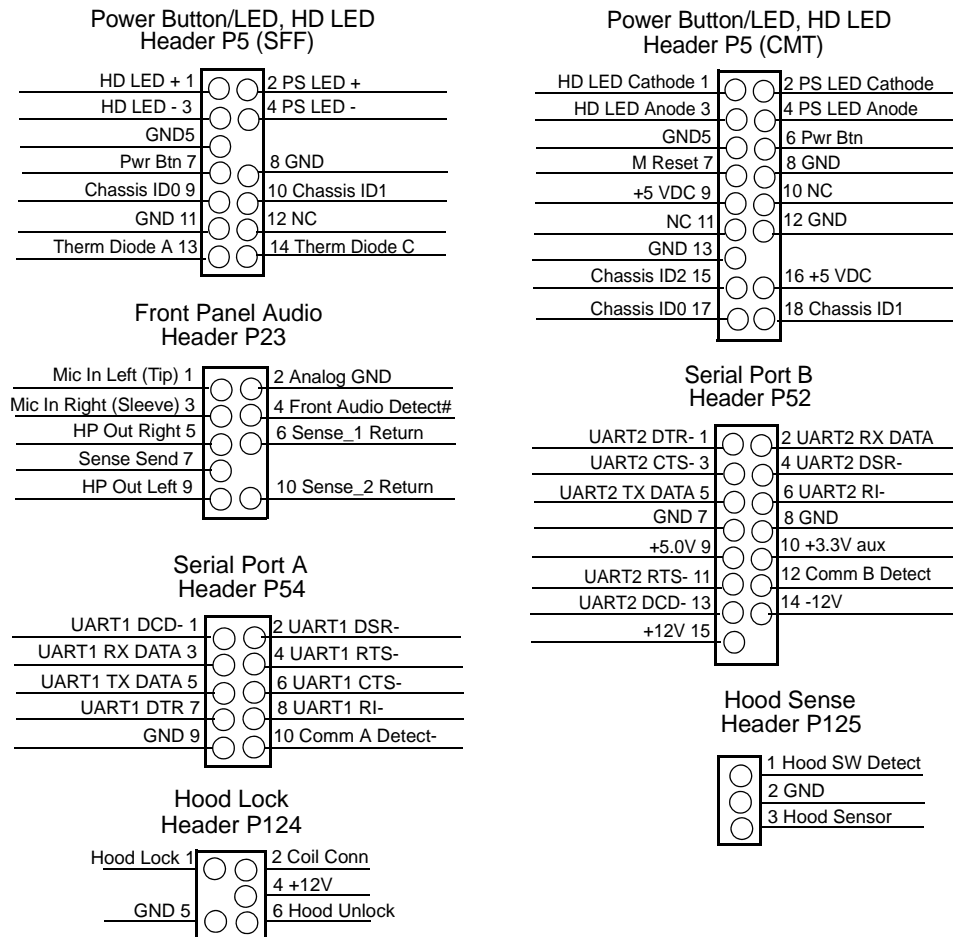 Power Button/LED, HD LED
Header P5 (SFF)
HD LED + 1
2 PS LED +
HD LED - 3
4 PS LED -
GND5
Pwr Btn 7
8 GND
Chassis ID0 9
10 Chassis ID1
GND 11
12 NC
Therm Diode A 13
14 Therm Diode C
Front Panel Audio
Header P23
Mic In Left (Tip) 1
2 Analog GND
Mic In Right (Sleeve) 3
4 Front Audio Detect#
HP Out Right 5
6 Sense_1 Return
Sense Send 7
HP Out Left 9
10 Sense_2 Return
Serial Port A
Header P54
UART1 DCD- 1
2 UART1 DSR-
UART1 RX DATA 3
4 UART1 RTS-
UART1 TX DATA 5
6 UART1 CTS-
UART1 DTR 7
8 UART1 RI-
GND 9
10 Comm A Detect-
Hood Lock
Header P124
Hood Lock 1
2 Coil Conn
4 +12V
GND 5
6 Hood Unlock
Power Button/LED, HD LED
Header P5 (CMT)
HD LED Cathode 1
2 PS LED Cathode
HD LED Anode 3
4 PS LED Anode
GND5
6 Pwr Btn
M Reset 7
8 GND
+5 VDC 9
10 NC
NC 11
12 GND
GND 13
Chassis ID2 15
16 +5 VDC
Chassis ID0 17
18 Chassis ID1
Serial Port B
Header P52
UART2 DTR- 1
2 UART2 RX DATA
UART2 CTS- 3
4 UART2 DSR-
UART2 TX DATA 5
6 UART2 RI-
GND 7
8 GND
+5.0V 9
10 +3.3V aux
UART2 RTS- 11
12 Comm B Detect
UART2 DCD- 13
14 -12V
+12V 15
Hood Sense
Header P125
1 Hood SW Detect
2 GND
3 Hood Sensor